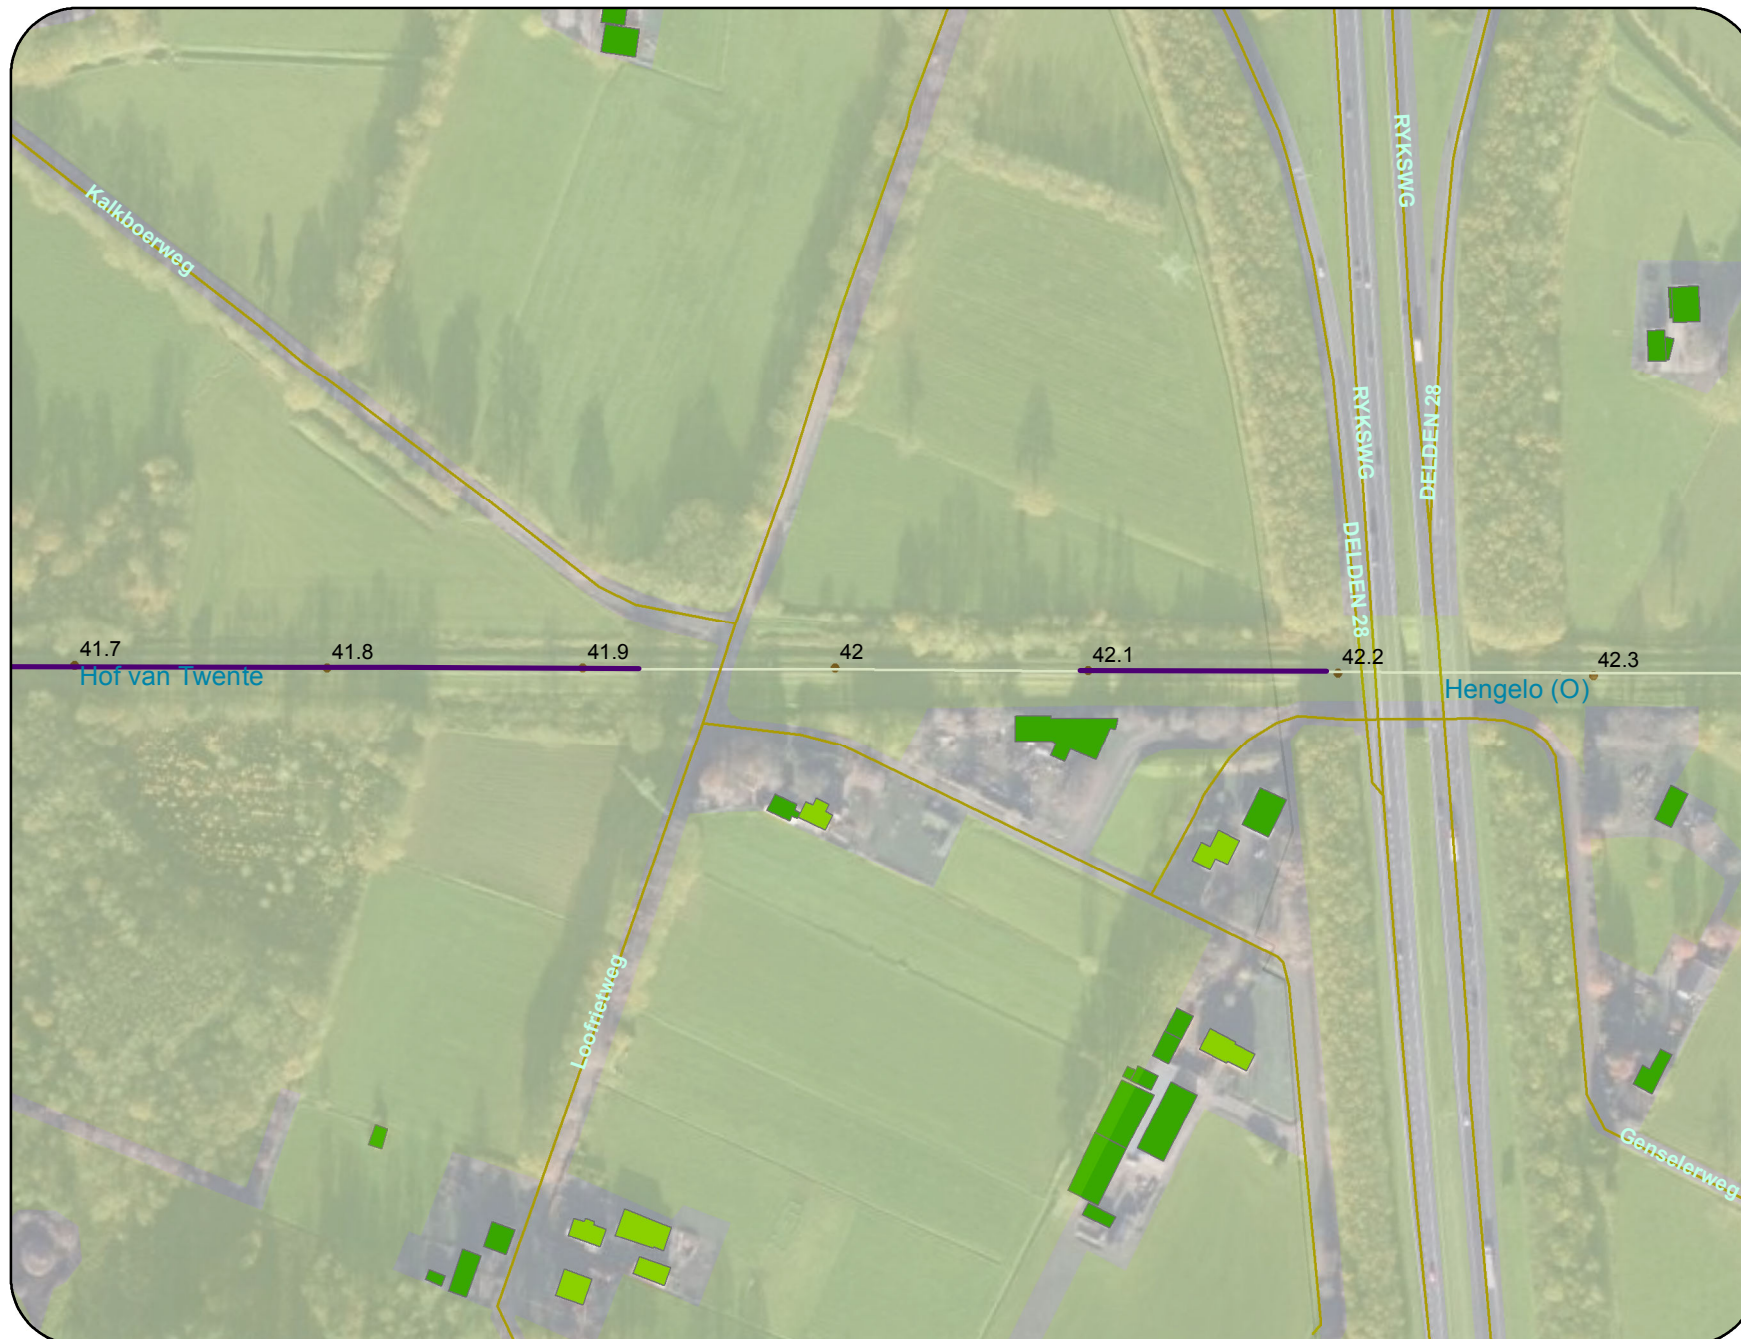 RYKSWG
Kalkboerweg
RYKSWG
DELDEN 28
DELDEN 28
41.7
41.8
41.9
42
42.1
42.2
42.3
Hof van Twente
Hengelo (O)
Loofrietweg
Genselerweg